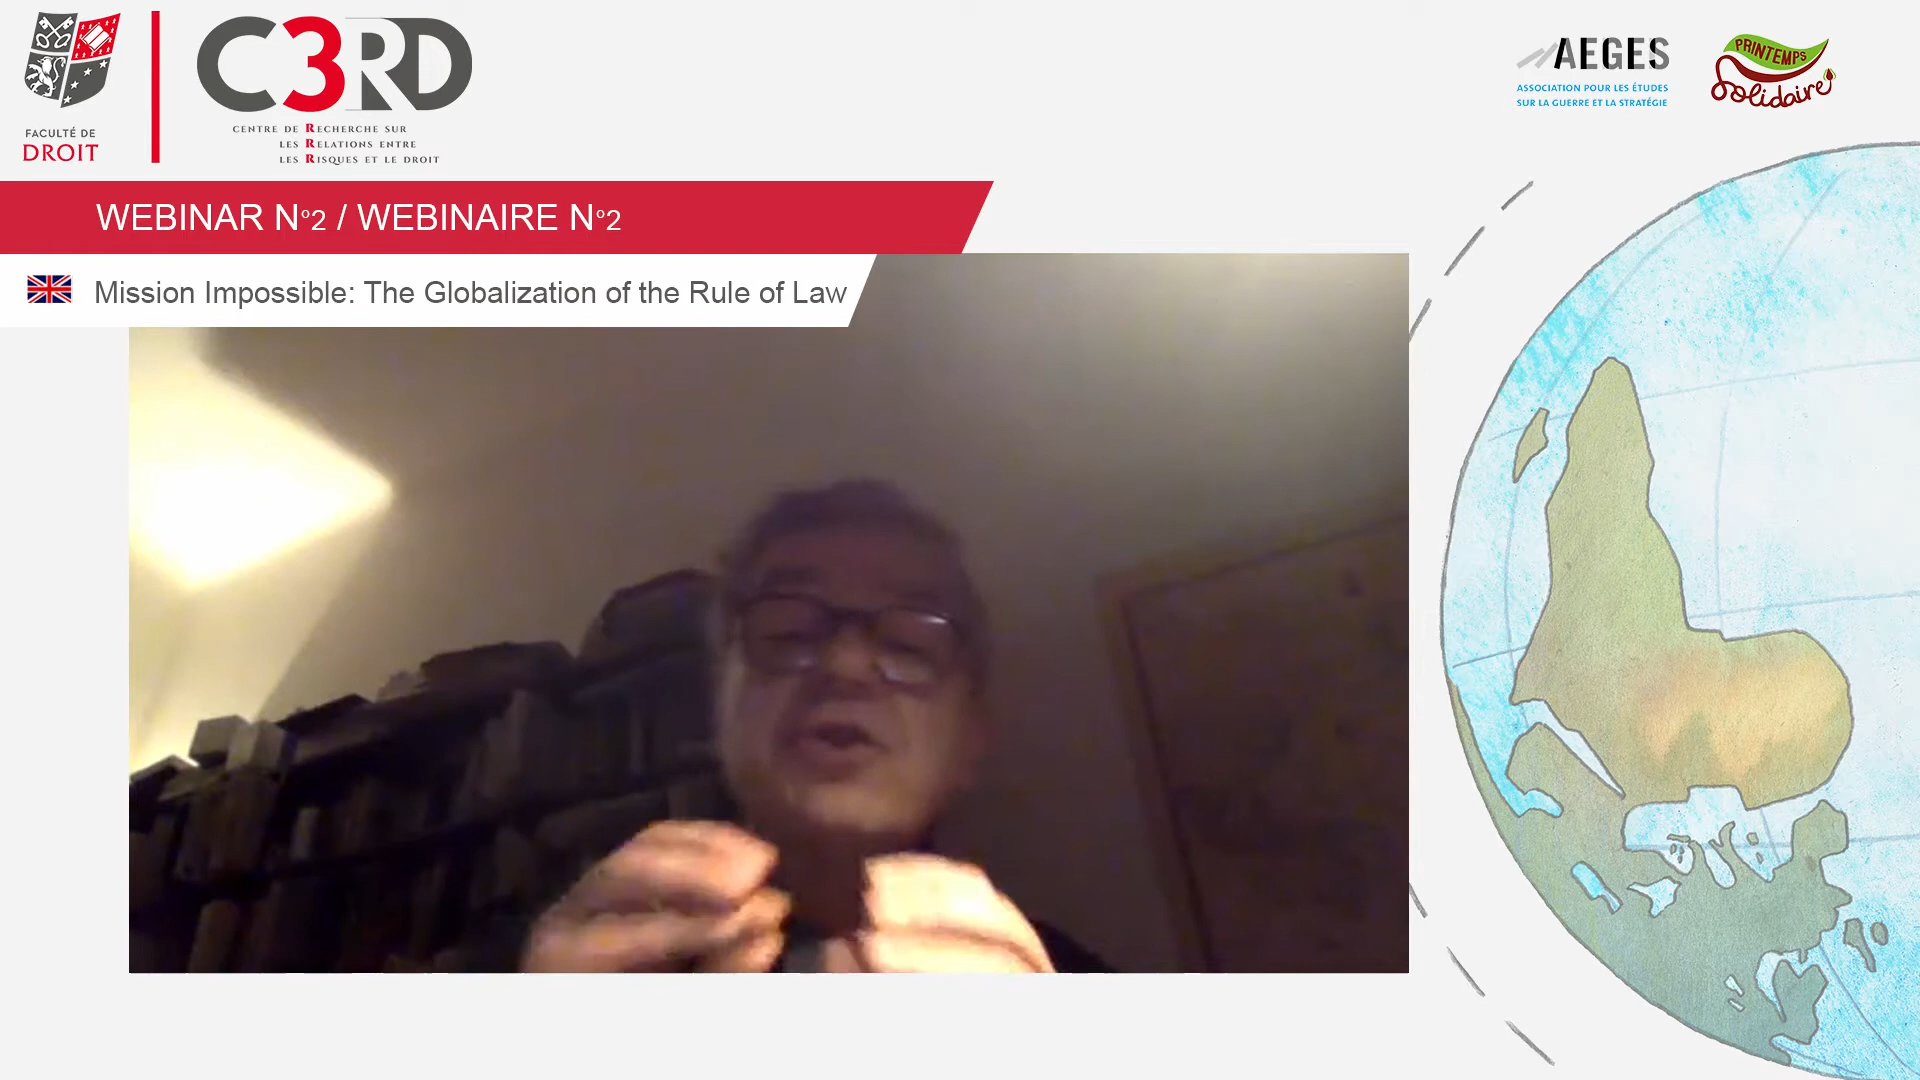 FACULTÉ DE
DROIT
C3RD
CENTRE DE RECHERCHE SUR
LES RELATIONS ENTRE
LES RISQUES ET LE DROIT
AEGES
ASSOCIATION POUR LES ÉTUDES
SUR LA GUERRE ET LA STRATÉGIE
PRINTEMPS
Solidaire
WEBINAR N°2 / WEBINAIRE N°2
Mission Impossible: The Globalization of the Rule of Law